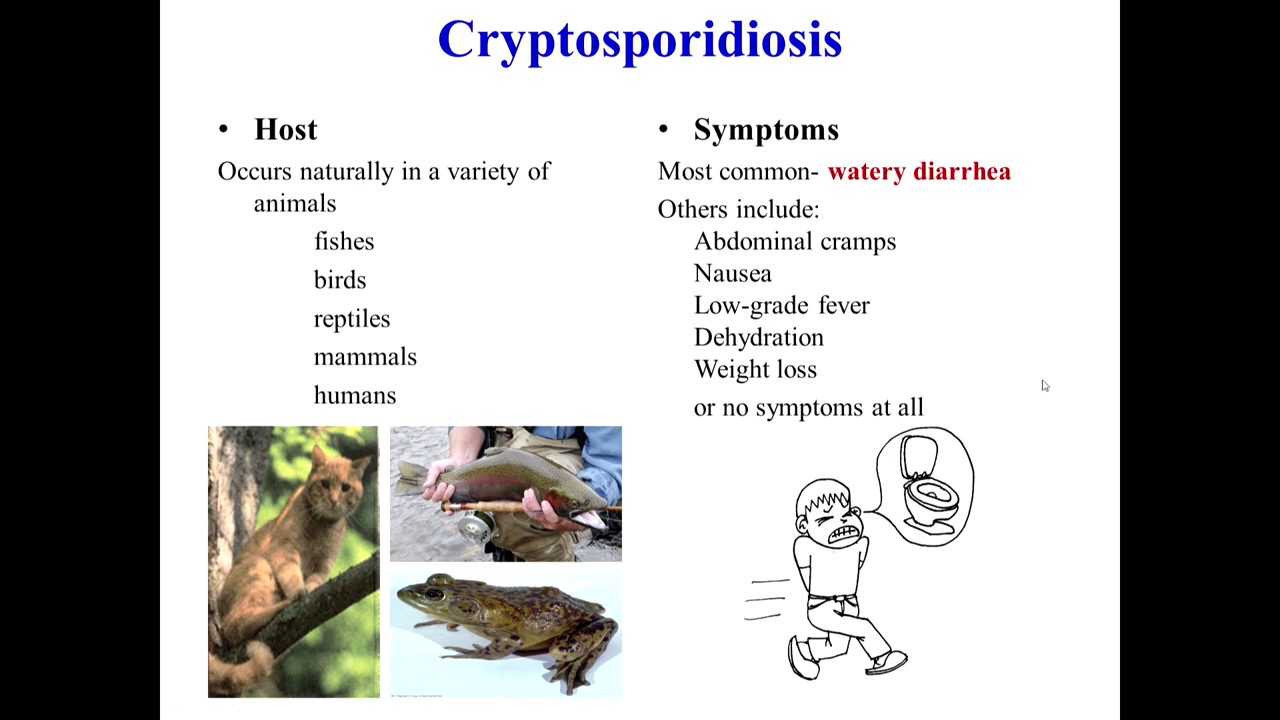 Cryptosporidiosis
• Host
Occurs naturally in a variety of
animals
fishes
birds
reptiles
mammals
humans
• Symptoms
Most common- watery diarrhea
Others include:
Abdominal cramps
Nausea
Low-grade fever
Dehydration
Weight loss
or no symptoms at all